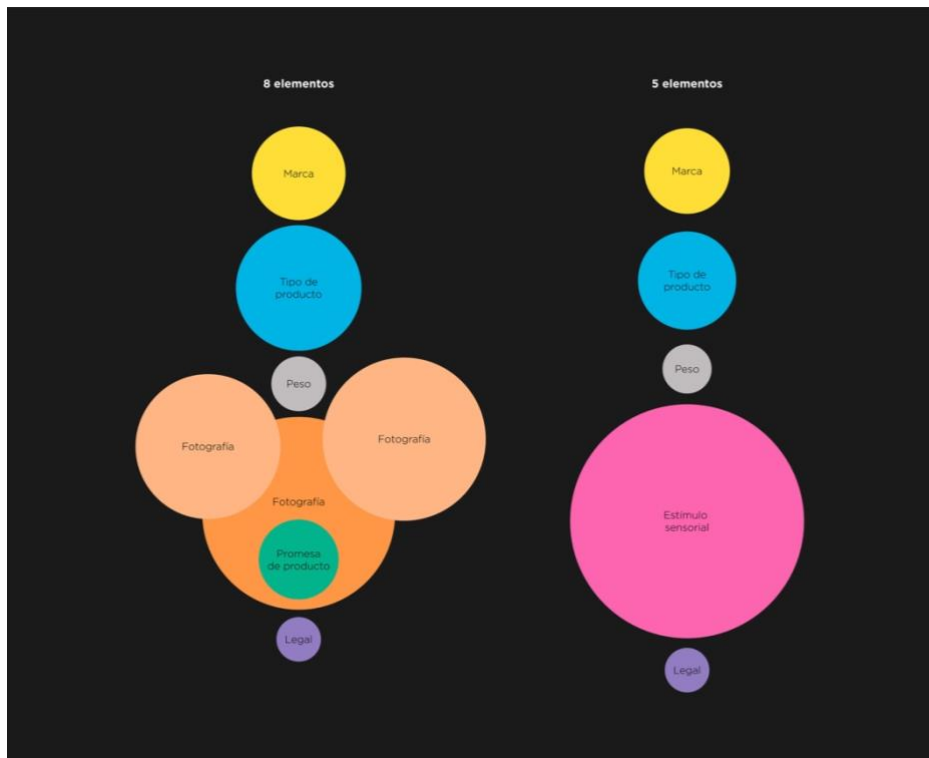 8 elementos
Marca
Tipo de
producto
Peso
Fotografía
Fotografía
Fotografía
Promesa
de producto
Legal
5 elementos
Marca
Tipo de
producto
Peso
Estímulo
sensorial
Legal